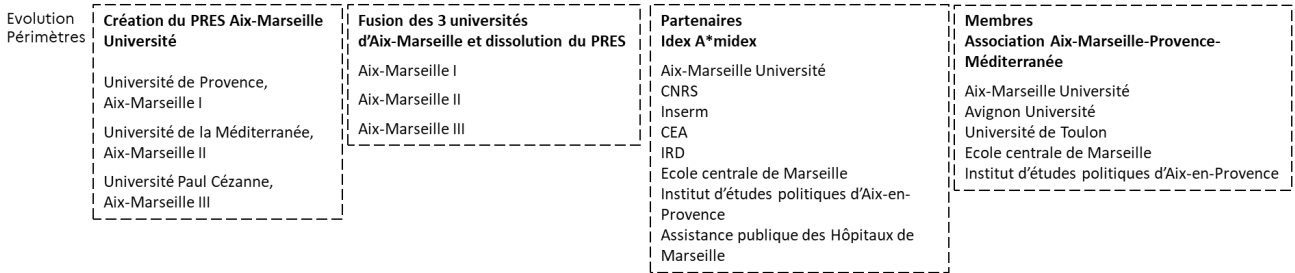 Evolution
Périmètres
Création du PRES Aix-Marseille
Université
Université de Provence,
Aix-Marseille I
Université de la Méditerranée,
Aix-Marseille II
Université Paul Cézanne,
Aix-Marseille III
Fusion des 3 universités
d’Aix-Marseille et dissolution du PRES
Aix-Marseille I
Aix-Marseille II
Aix-Marseille III
Partenaires
Idex A*midex
Aix-Marseille Université
CNRS
Inserm
CEA
IRD
Ecole centrale de Marseille
Institut d’études politiques d’Aix-en-
Provence
Assistance publique des Hôpitaux de
Marseille
Membres
Association Aix-Marseille-Provence-
Méditerranée
Aix-Marseille Université
Avignon Université
Université de Toulon
Ecole centrale de Marseille
Institut d’études politiques d’Aix-en-Provence